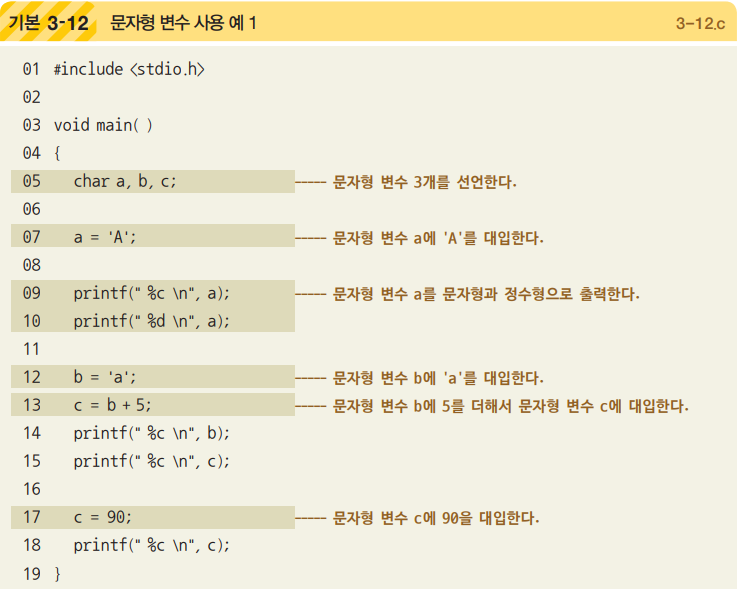 기본 3-12 문자형 변수 사용 예 1 3-12.c
01 #include <stdio.h>
02
03 void main( )
04 {
05 char a, b, c; ----- 문자형 변수 3개를 선언한다.
06
07 a = 'A'; ----- 문자형 변수 a에 'A'를 대입한다.
08
09 printf(" %c \n", a); ----- 문자형 변수 a를 문자형과 정수형으로 출력한다.
10 printf(" %d \n", a);
11
12 b = 'a'; ----- 문자형 변수 b에 'a'를 대입한다.
13 c = b + 5; ----- 문자형 변수 b에 5를 더해서 문자형 변수 c에 대입한다.
14 printf(" %c \n", b);
15 printf(" %c \n", c);
16
17 c = 90; ----- 문자형 변수 c에 90을 대입한다.
18 printf(" %c \n", c);
19 }